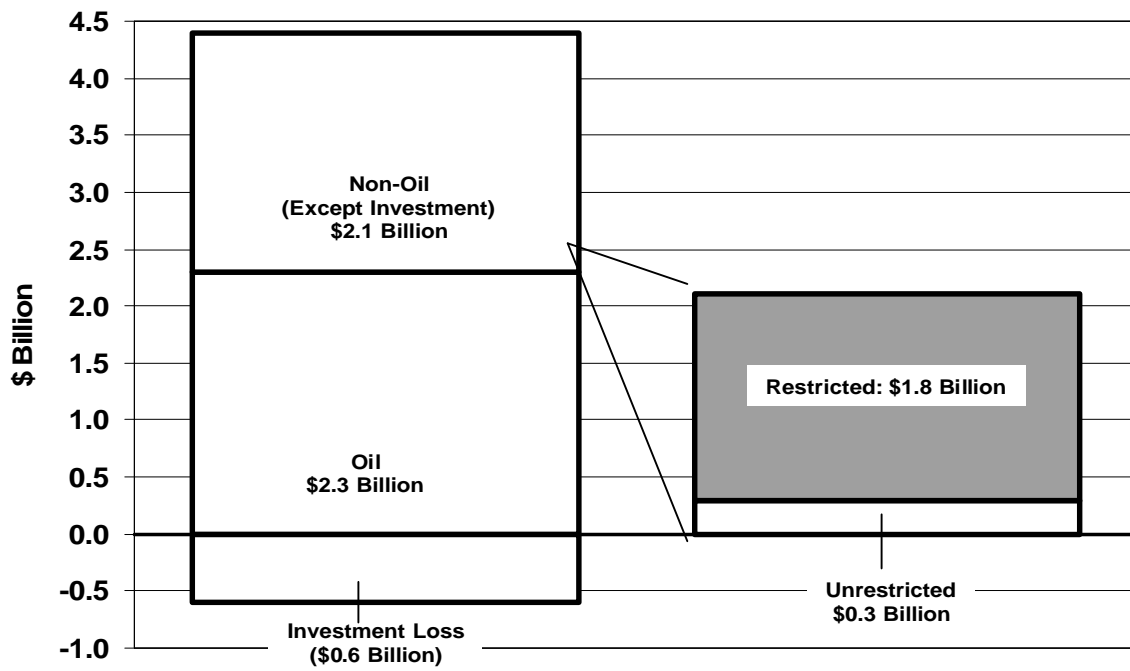 4.5
4.0
3.5
3.0
2.5
2.0
1.5
1.0
0.5
0.0
-0.5
-1.0
$ Billion
Non-Oil
(Except Investment)
$2.1 Billion
Oil
$2.3 Billion
Investment Loss
($0.6 Billion)
Restricted: $1.8 Billion
Unrestricted
$0.3 Billion